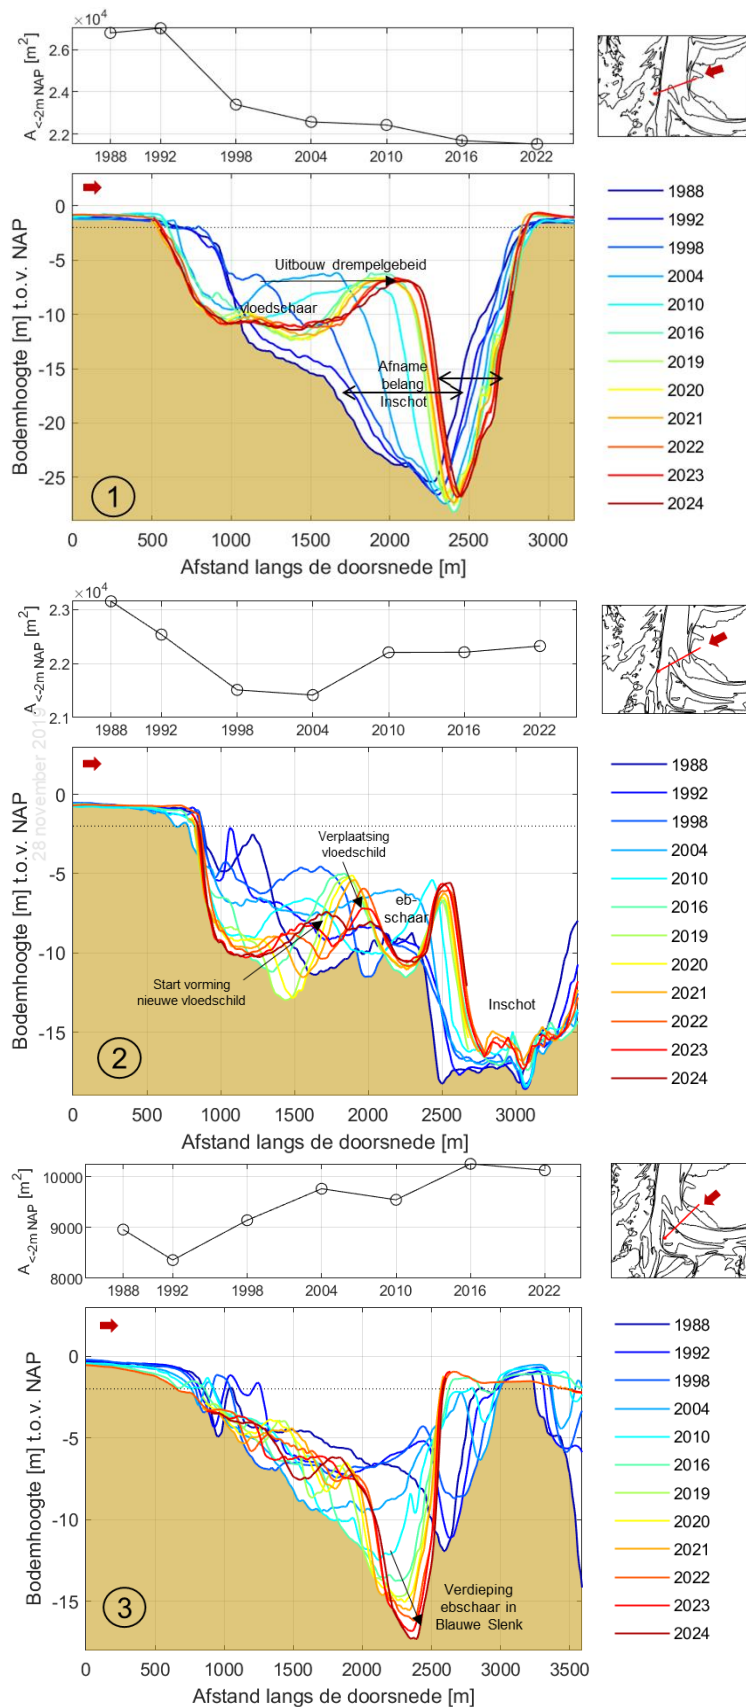 ×10⁴
A<-2m NAP [m²]
2.6
2.4
2.2
1988 1992 1998 2004 2010 2016 2022
Bodemhoogte [m] t.o.v. NAP
0
-5
-10
-15
-20
-25
Uitbouw drempelgebeid
vloedschaar
Afname
belang
Inschot
1
0 500 1000 1500 2000 2500 3000
Afstand langs de doorsnede [m]
1988
1992
1998
2004
2010
2016
2019
2020
2021
2022
2023
2024
×10⁴
A<-2m NAP [m²]
2.3
2.2
2.1
1988 1992 1998 2004 2010 2016 2022
28 november 2019
Bodemhoogte [m] t.o.v. NAP
0
-5
-10
-15
Verplaatsing
vloedschild
eb-
schaar
Start vorming
nieuwe vloedschild
Inschot
2
0 500 1000 1500 2000 2500 3000
Afstand langs de doorsnede [m]
1988
1992
1998
2004
2010
2016
2019
2020
2021
2022
2023
2024
A<-2m NAP [m²]
10000
9000
8000
1988 1992 1998 2004 2010 2016 2022
Bodemhoogte [m] t.o.v. NAP
0
-5
-10
-15
Verdieping
ebschaar in
Blauwe Slenk
3
0 500 1000 1500 2000 2500 3000 3500
Afstand langs de doorsnede [m]
1988
1992
1998
2004
2010
2016
2019
2020
2021
2022
2023
2024